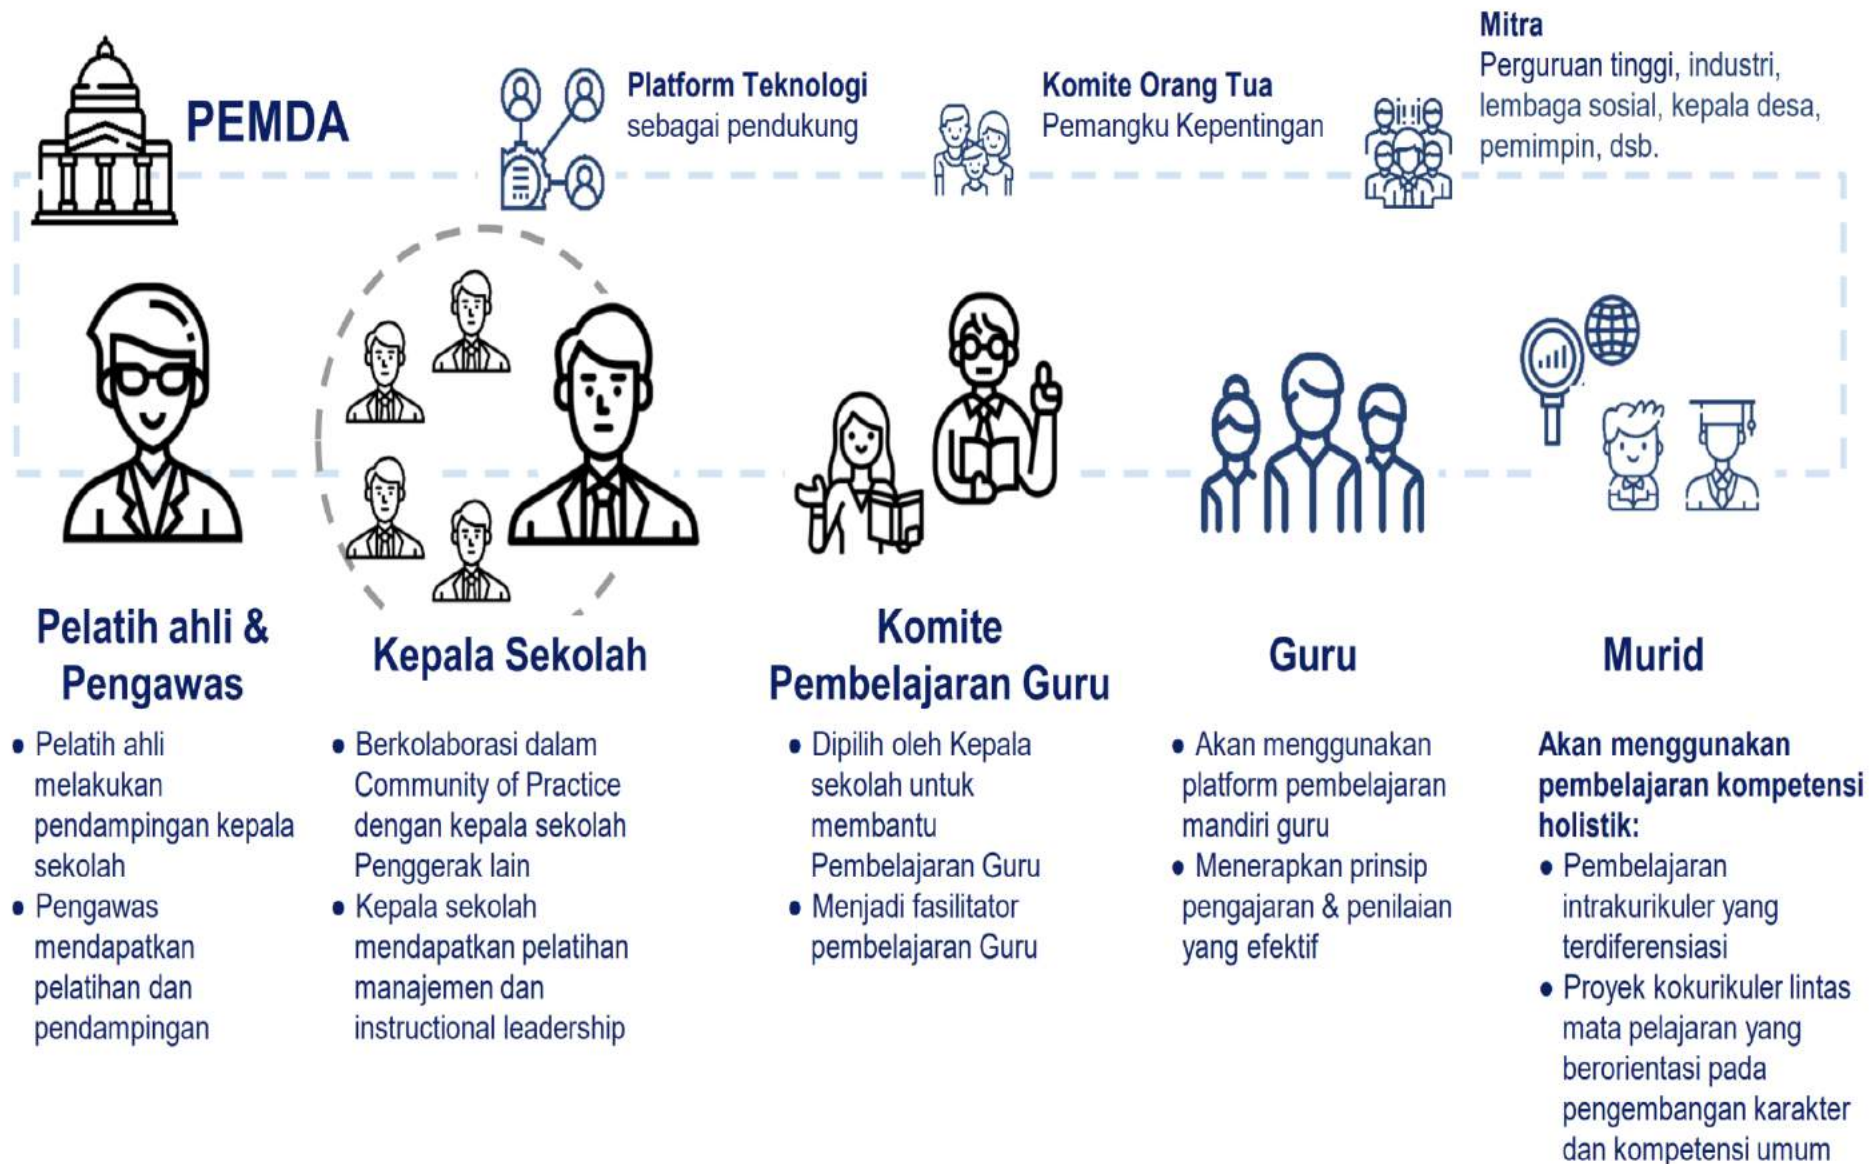 PEMDA
Platform Teknologi
sebagai pendukung
Komite Orang Tua
Pemangku Kepentingan
Mitra
Perguruan tinggi, industri,
lembaga sosial, kepala desa,
pemimpin, dsb.
Pelatih ahli &
Pengawas
• Pelatih ahli
melakukan
pendampingan kepala
sekolah
• Pengawas
mendapatkan
pelatihan dan
pendampingan
Kepala Sekolah
• Berkolaborasi dalam
Community of Practice
dengan kepala sekolah
Penggerak lain
• Kepala sekolah
mendapatkan pelatihan
manajemen dan
instructional leadership
Komite
Pembelajaran Guru
• Dipilih oleh Kepala
sekolah untuk
membantu
Pembelajaran Guru
• Menjadi fasilitator
pembelajaran Guru
Guru
• Akan menggunakan
platform pembelajaran
mandiri guru
• Menerapkan prinsip
pengajaran & penilaian
yang efektif
Murid
Akan menggunakan
pembelajaran kompetensi
holistik:
• Pembelajaran
intrakurikuler yang
terdiferensiasi
• Proyek kokurikuler lintas
mata pelajaran yang
berorientasi pada
pengembangan karakter
dan kompetensi umum